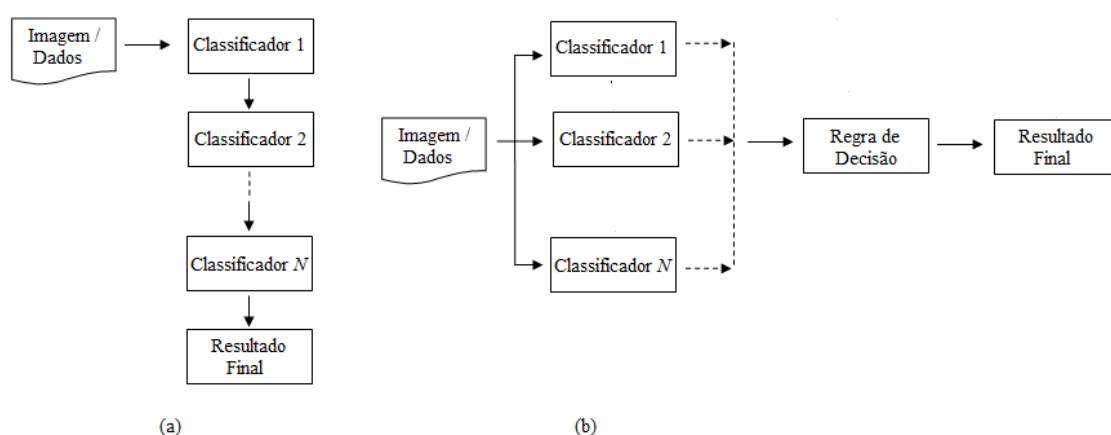 Imagem /
Dados
Classificador 1
Classificador 2
Classificador N
Resultado
Final
(a)
Imagem /
Dados
Classificador 1
Classificador 2
Classificador N
Regra de
Decisão
Resultado
Final
(b)